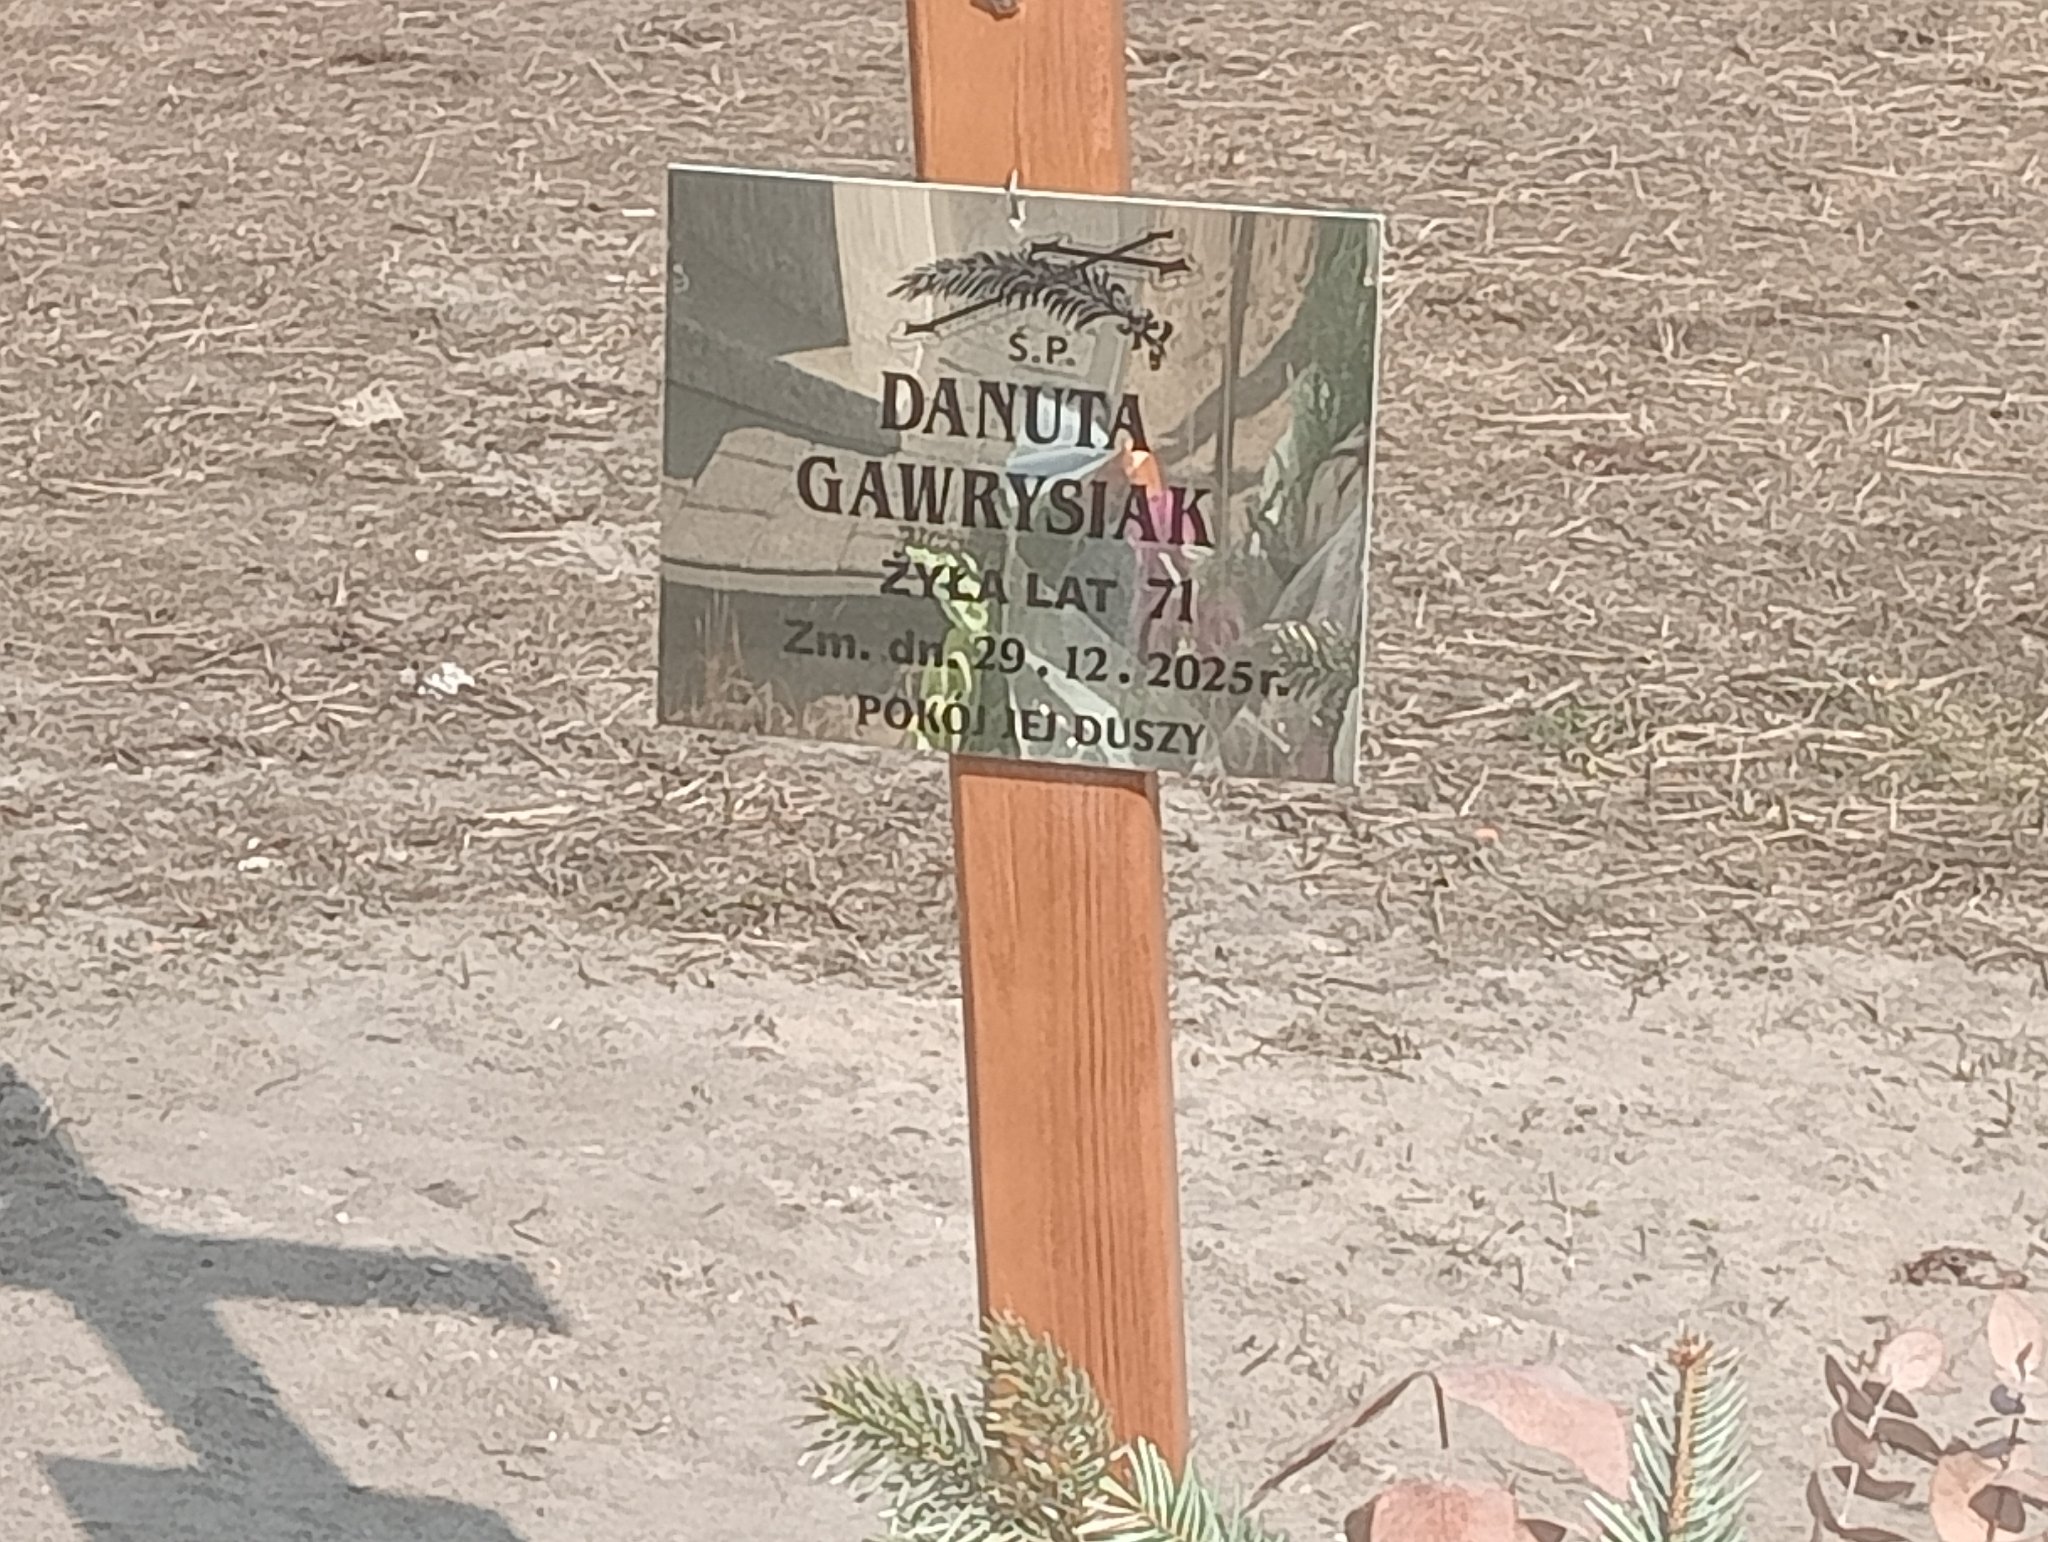 Ś.P.
DANUTA
GAWRYSIAK
ŻYŁA LAT 71
Zm. dn. 29.12.2025r.
POKÓJ JEJ DUSZY